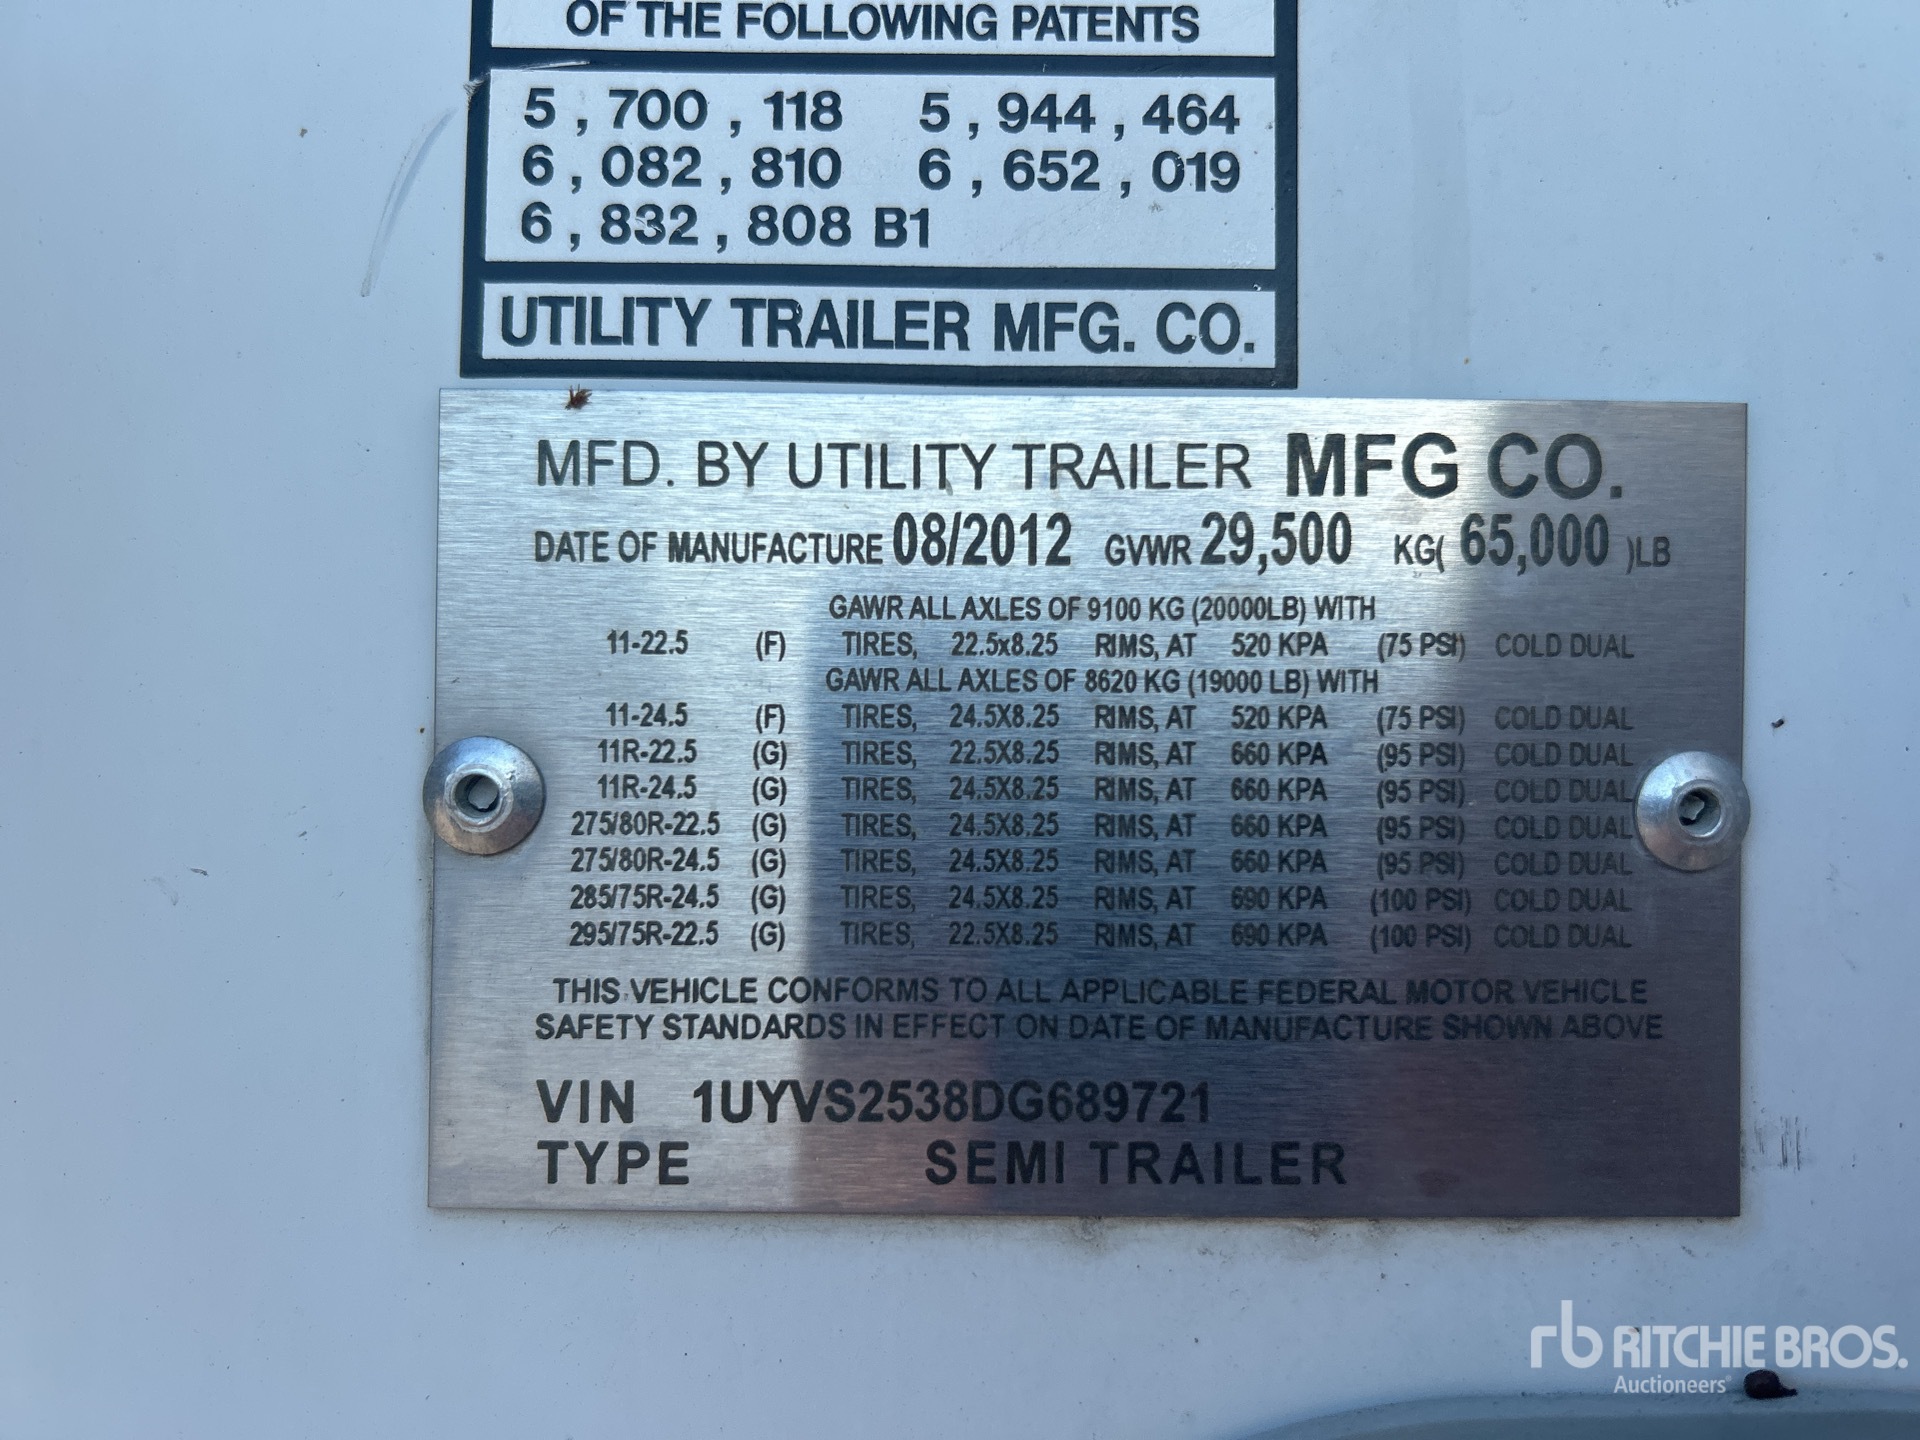 OF THE FOLLOWING PATENTS
5 , 700 , 118 5 , 944 , 464
6 , 082 , 810 6 , 652 , 019
6 , 832 , 808 B1
UTILITY TRAILER MFG. CO.
MFD. BY UTILITY TRAILER MFG CO.
DATE OF MANUFACTURE 08/2012 GVWR 29,500 KG( 65,000 )LB
GAWR ALL AXLES OF 9100 KG (20000LB) WITH
11-22.5 (F) TIRES, 22.5x8.25 RIMS, AT 520 KPA (75 PSI) COLD DUAL
GAWR ALL AXLES OF 8620 KG (19000 LB) WITH
11-24.5 (F) TIRES, 24.5X8.25 RIMS, AT 520 KPA (75 PSI) COLD DUAL
11R-22.5 (G) TIRES, 22.5X8.25 RIMS, AT 660 KPA (95 PSI) COLD DUAL
11R-24.5 (G) TIRES, 24.5X8.25 RIMS, AT 660 KPA (95 PSI) COLD DUAL
275/80R-22.5 (G) TIRES, 24.5X8.25 RIMS, AT 660 KPA (95 PSI) COLD DUAL
275/80R-24.5 (G) TIRES, 24.5X8.25 RIMS, AT 660 KPA (95 PSI) COLD DUAL
285/75R-24.5 (G) TIRES, 24.5X8.25 RIMS, AT 690 KPA (100 PSI) COLD DUAL
295/75R-22.5 (G) TIRES, 22.5X8.25 RIMS, AT 690 KPA (100 PSI) COLD DUAL
THIS VEHICLE CONFORMS TO ALL APPLICABLE FEDERAL MOTOR VEHICLE
SAFETY STANDARDS IN EFFECT ON DATE OF MANUFACTURE SHOWN ABOVE
VIN 1UYVS2538DG689721
TYPE SEMI TRAILER
rb RITCHIE BROS.
Auctioneers